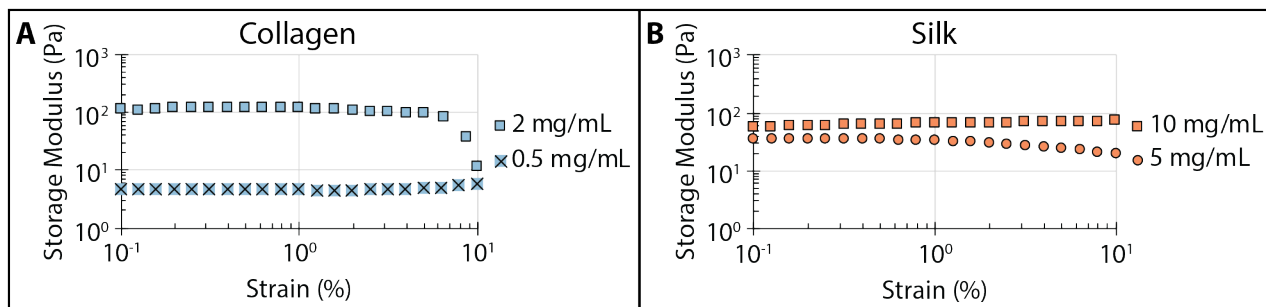 A
Collagen
Storage Modulus (Pa)
10³
10²
10¹
10⁰
10⁻¹
10⁰
10¹
Strain (%)
2 mg/mL
0.5 mg/mL
B
Silk
Storage Modulus (Pa)
10³
10²
10¹
10⁰
10⁻¹
10⁰
10¹
Strain (%)
10 mg/mL
5 mg/mL